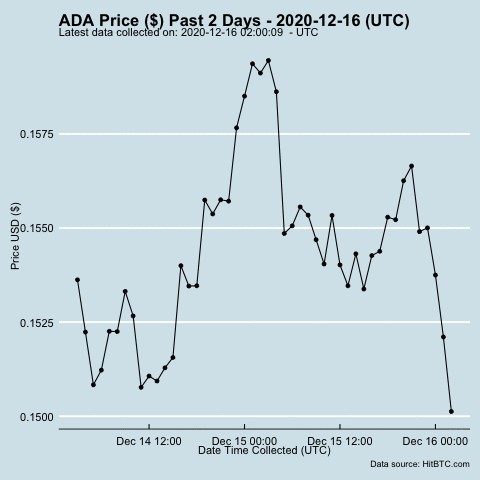 ADA Price ($) Past 2 Days - 2020-12-16 (UTC)
Latest data collected on: 2020-12-16 02:00:09  - UTC
Price USD ($)
0.1575
0.1550
0.1525
0.1500
Dec 14 12:00 Dec 15 00:00 Dec 15 12:00 Dec 16 00:00
Date Time Collected (UTC)
Data source: HitBTC.com